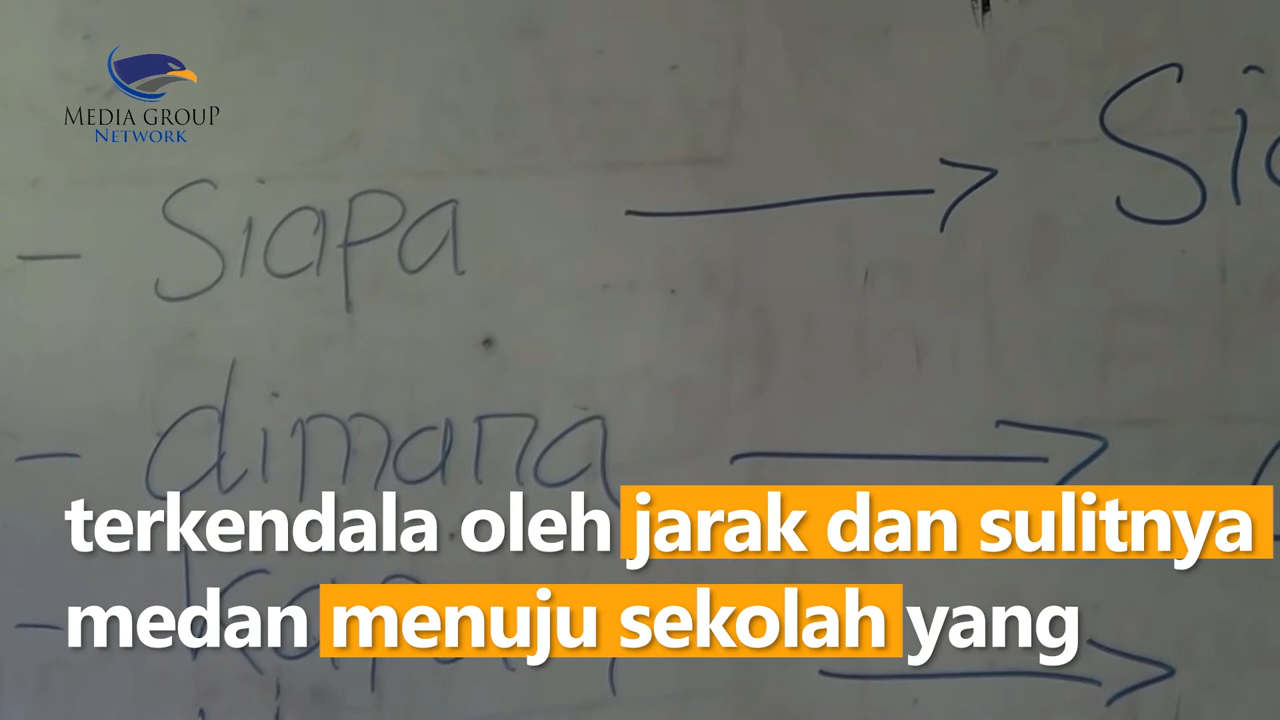 MEDIA GROUP
NETWORK
- Siapa → Si
- dimana →
terkendala oleh jarak dan sulitnya
medan menuju sekolah yang